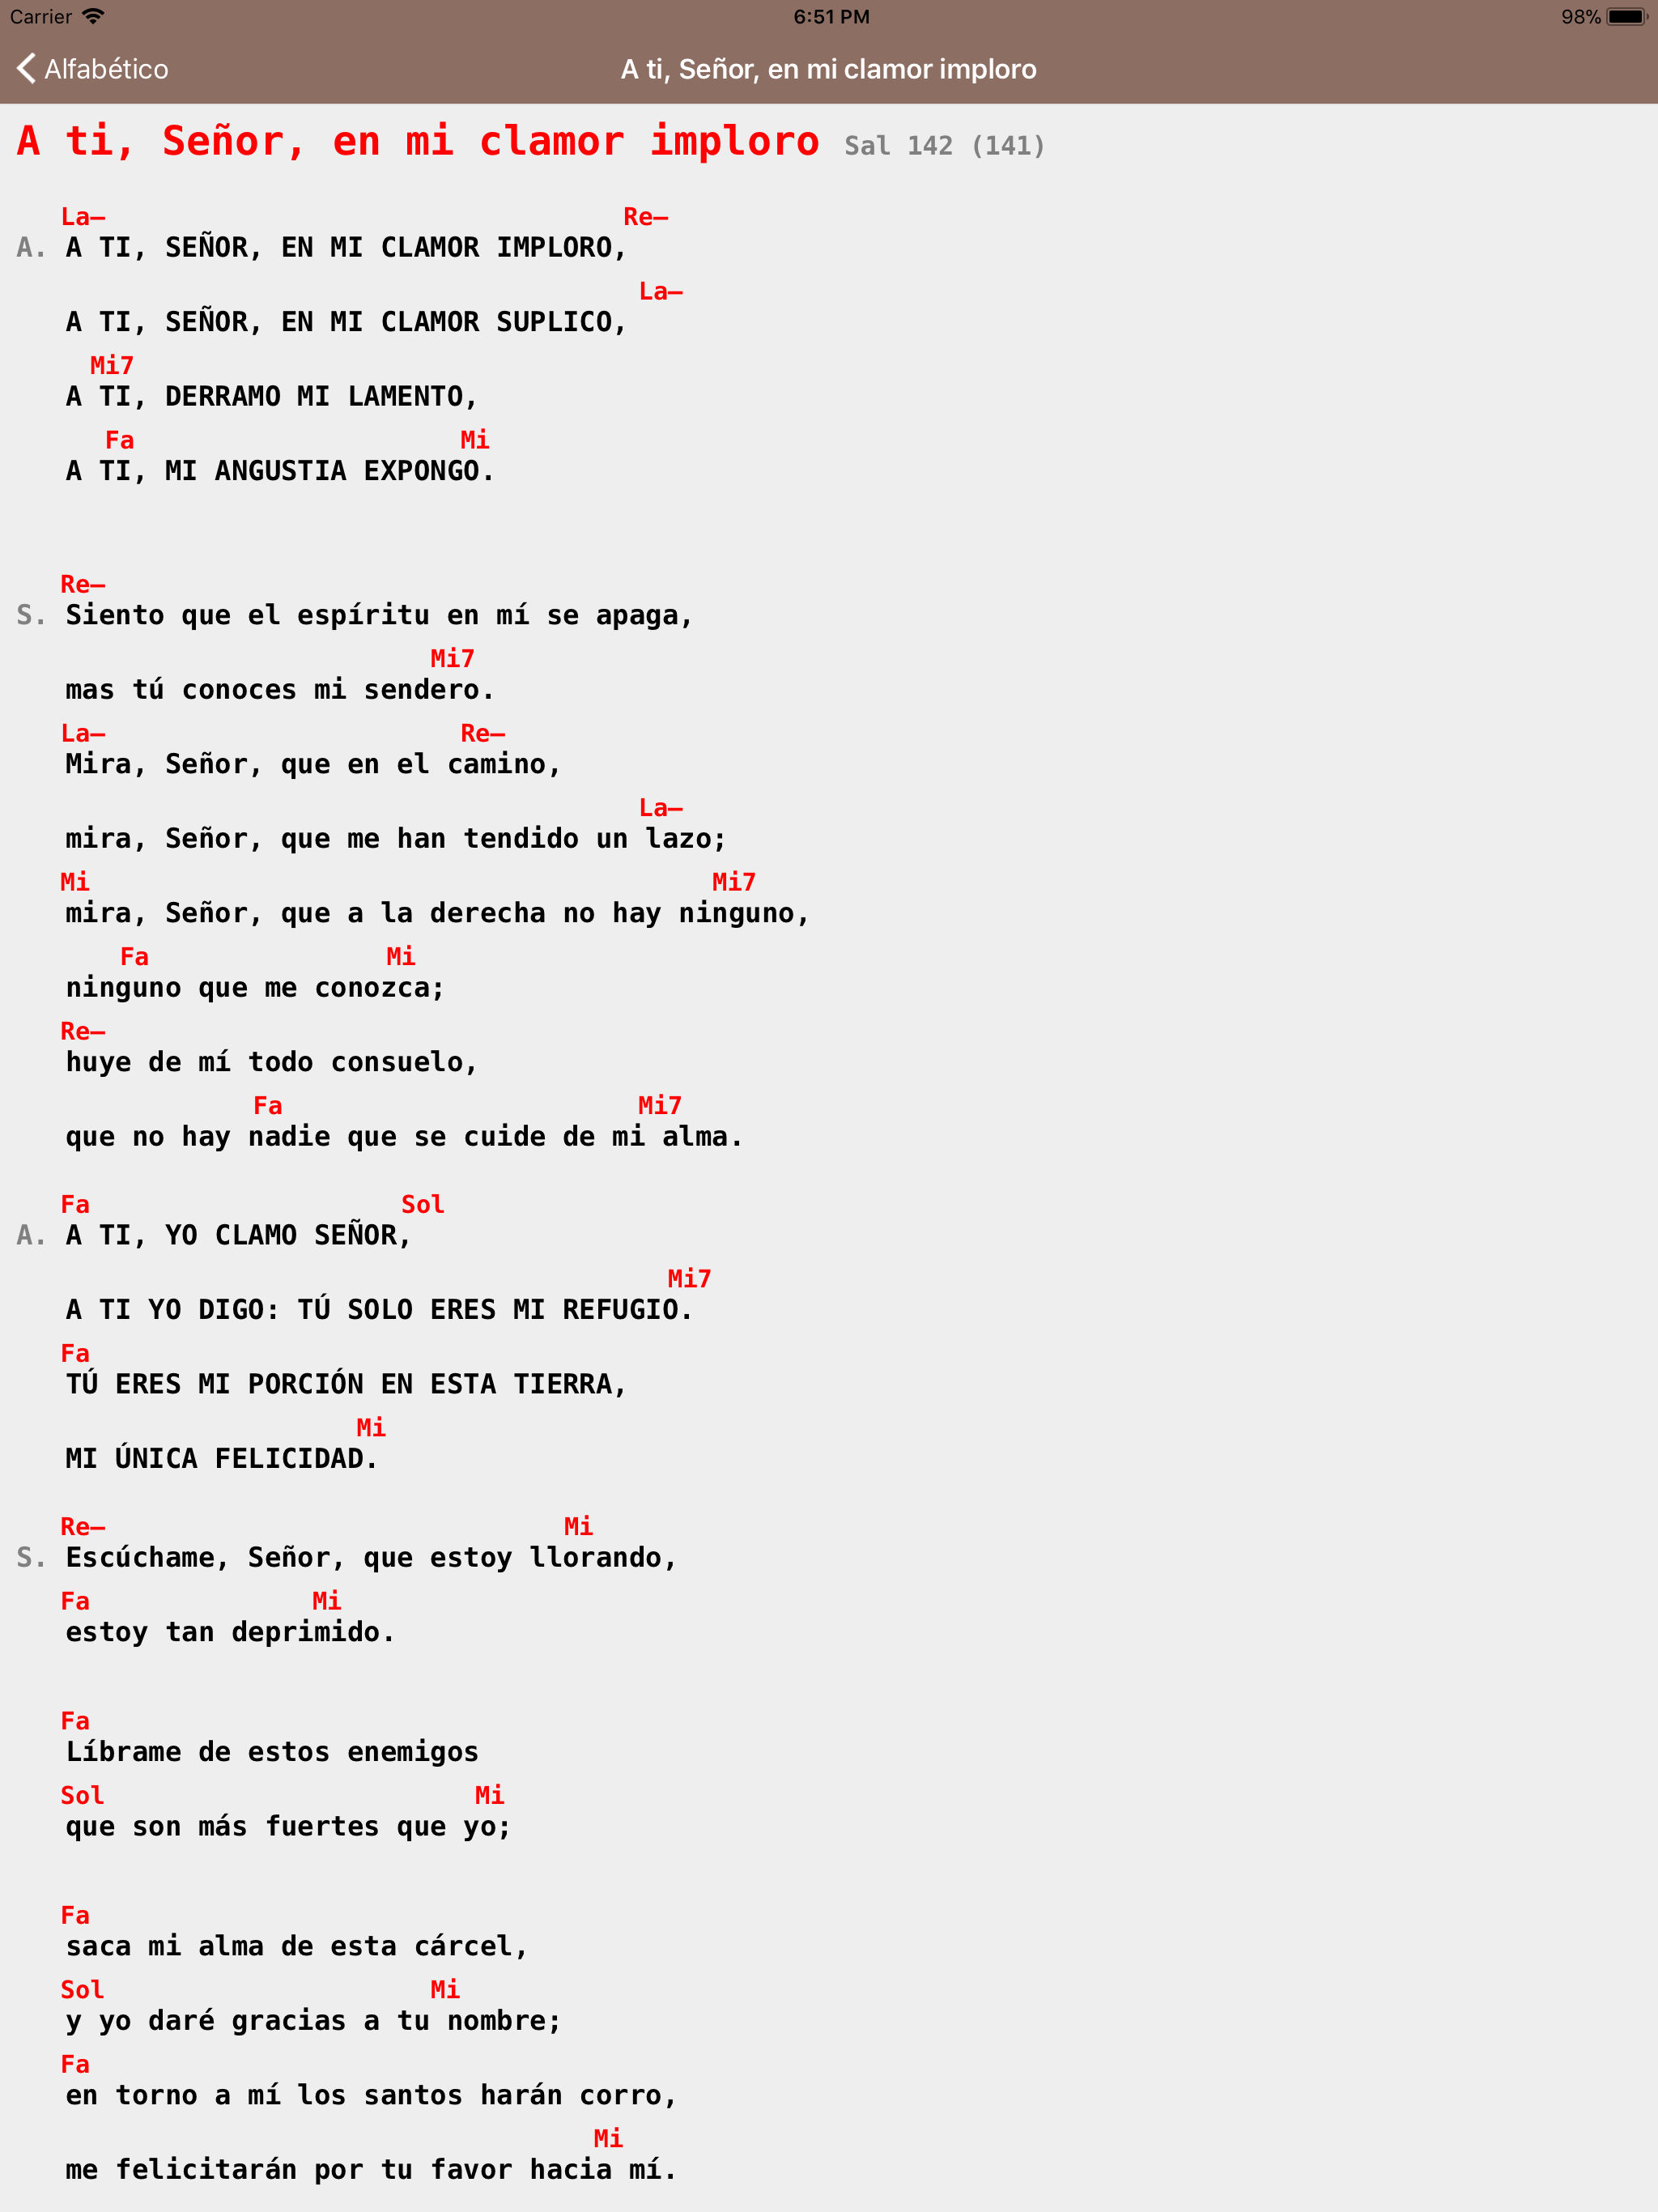 Carrier 6:51 PM 98%
Alfabético A ti, Señor, en mi clamor imploro
A ti, Señor, en mi clamor imploro Sal 142 (141)
La– Re–
A. A TI, SEÑOR, EN MI CLAMOR IMPLORO,
La–
A TI, SEÑOR, EN MI CLAMOR SUPLICO,
Mi7
A TI, DERRAMO MI LAMENTO,
Fa Mi
A TI, MI ANGUSTIA EXPONGO.
Re–
S. Siento que el espíritu en mí se apaga,
Mi7
mas tú conoces mi sendero.
La– Re–
Mira, Señor, que en el camino,
La–
mira, Señor, que me han tendido un lazo;
Mi Mi7
mira, Señor, que a la derecha no hay ninguno,
Fa Mi
ninguno que me conozca;
Re–
huye de mí todo consuelo,
Fa Mi7
que no hay nadie que se cuide de mi alma.
Fa Sol
A. A TI, YO CLAMO SEÑOR,
Mi7
A TI YO DIGO: TÚ SOLO ERES MI REFUGIO.
Fa
TÚ ERES MI PORCIÓN EN ESTA TIERRA,
Mi
MI ÚNICA FELICIDAD.
Re– Mi
S. Escúchame, Señor, que estoy llorando,
Fa Mi
estoy tan deprimido.
Fa
Líbrame de estos enemigos
Sol Mi
que son más fuertes que yo;
Fa
saca mi alma de esta cárcel,
Sol Mi
y yo daré gracias a tu nombre;
Fa
en torno a mí los santos harán corro,
Mi
me felicitarán por tu favor hacia mí.